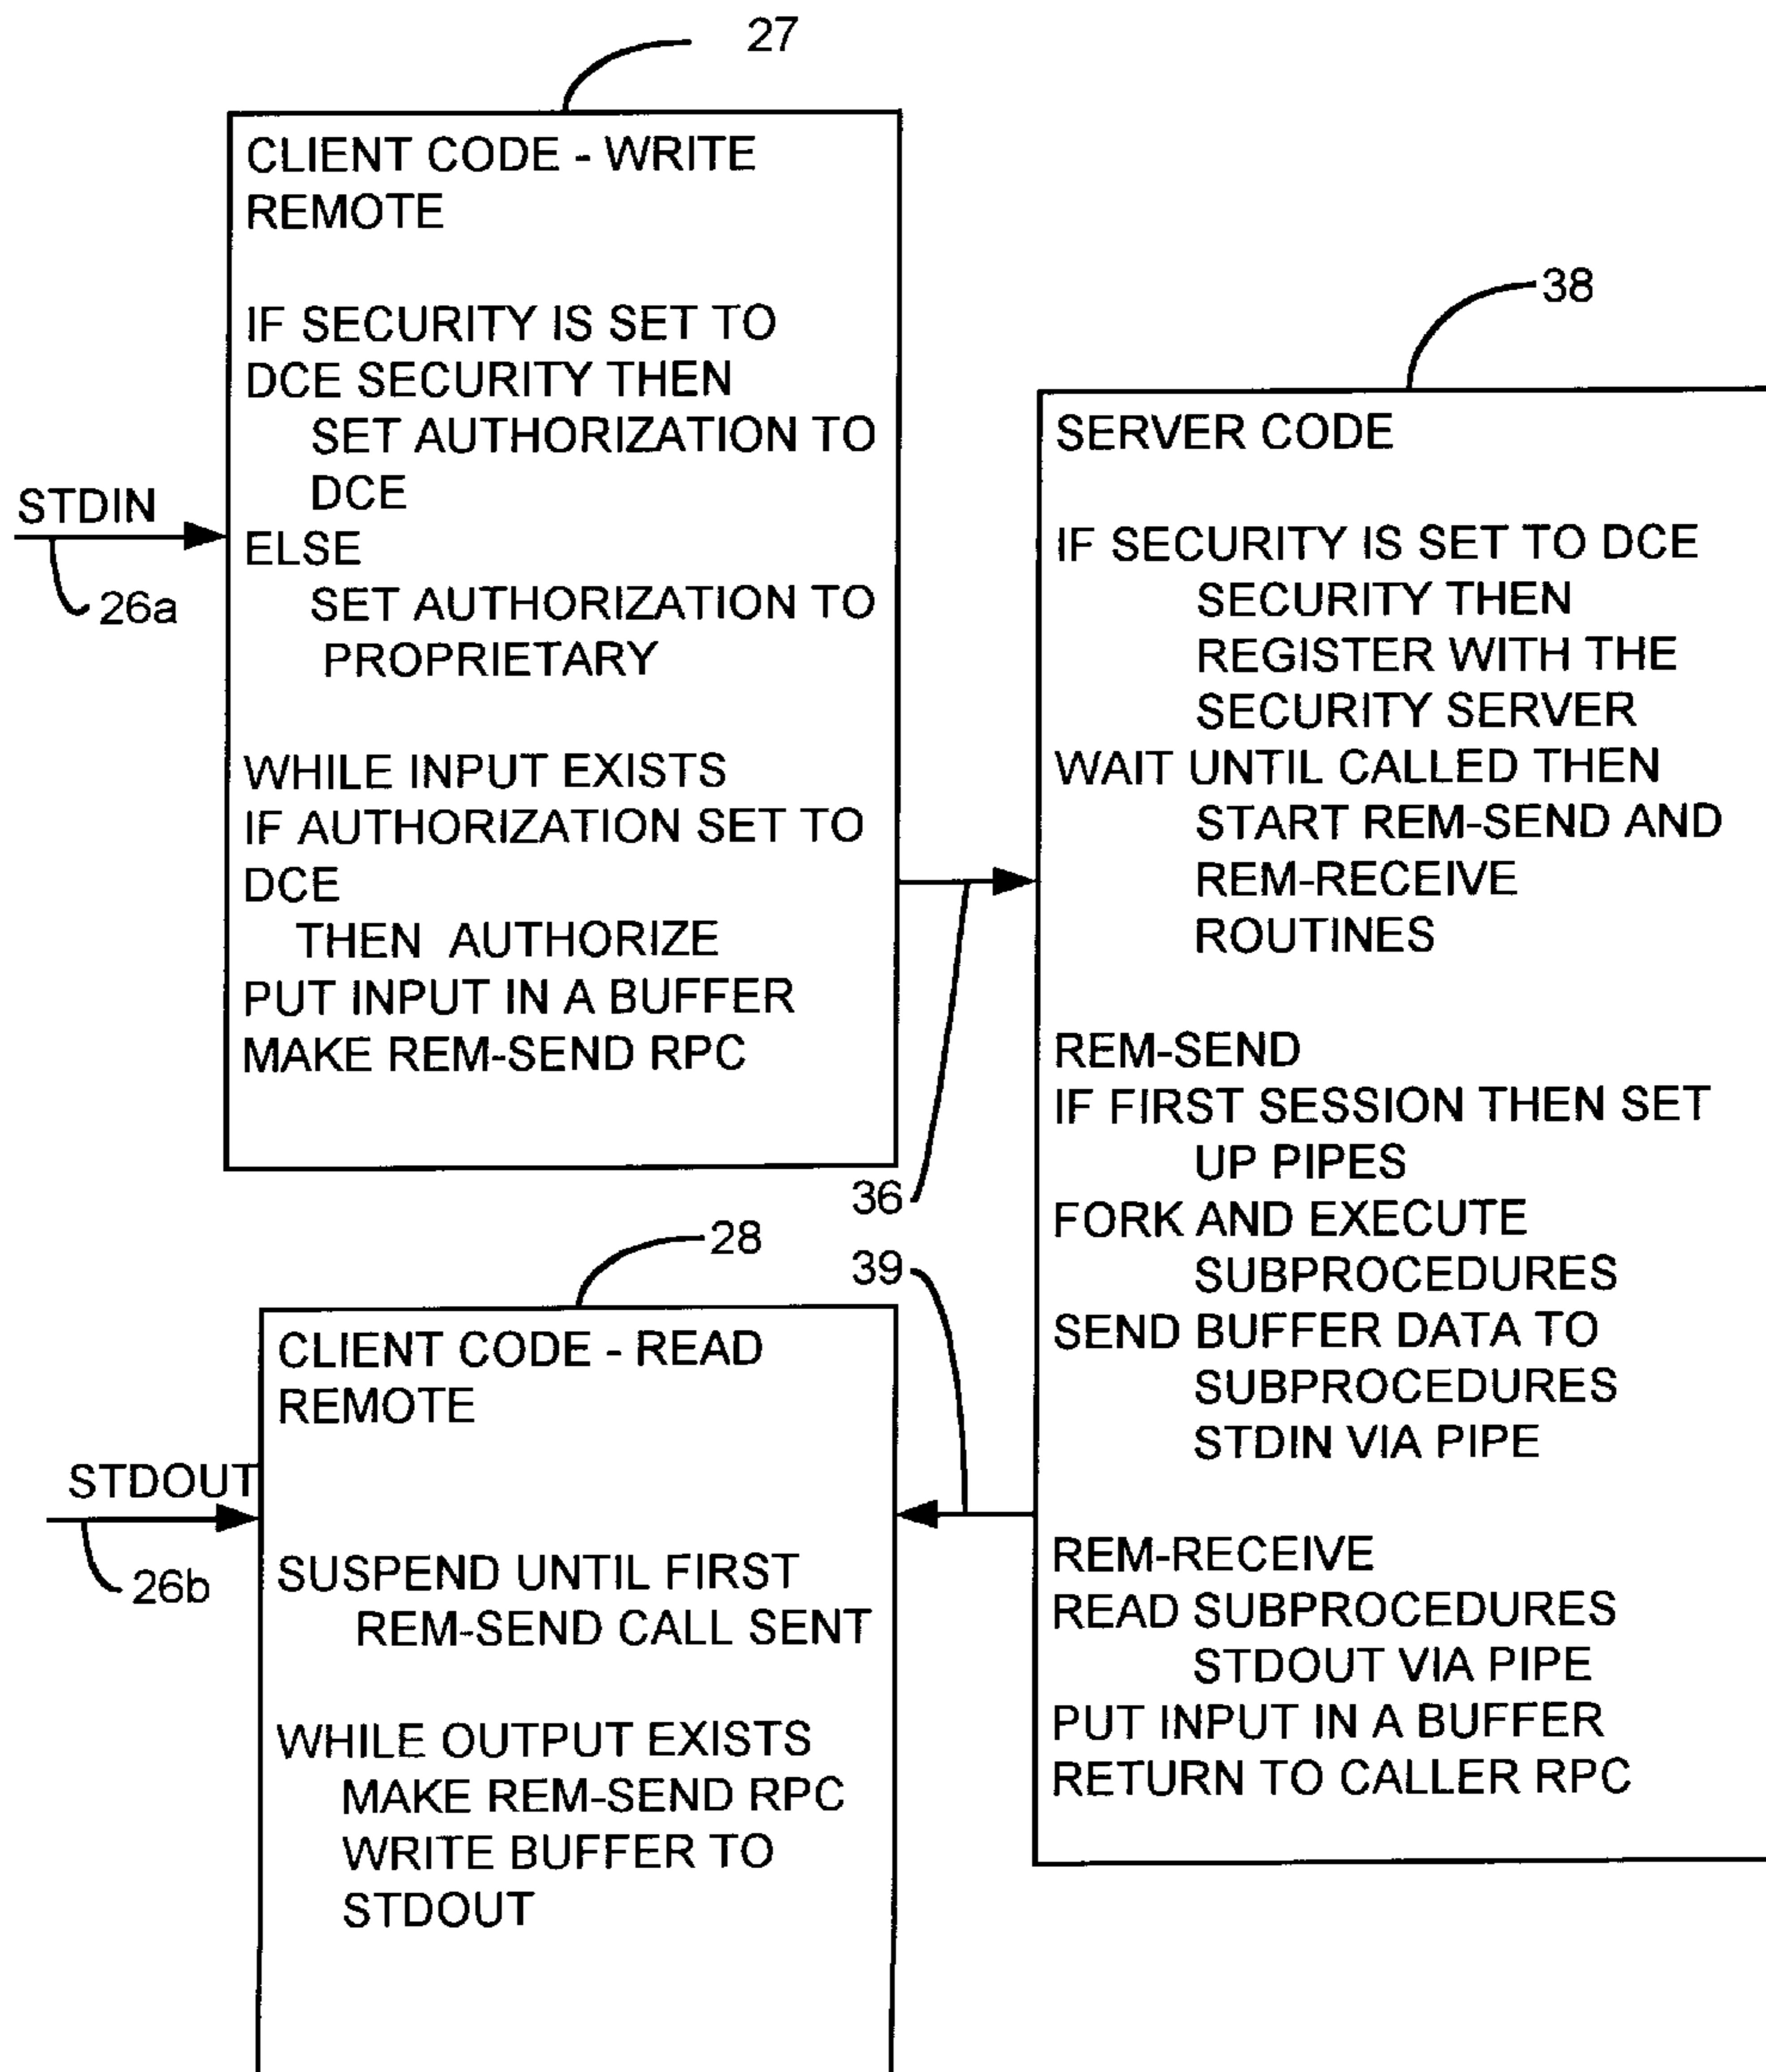 27
CLIENT CODE - WRITE
REMOTE
IF SECURITY IS SET TO
DCE SECURITY THEN
SET AUTHORIZATION TO
DCE
ELSE
SET AUTHORIZATION TO
PROPRIETARY
WHILE INPUT EXISTS
IF AUTHORIZATION SET TO
DCE
THEN AUTHORIZE
PUT INPUT IN A BUFFER
MAKE REM-SEND RPC
STDIN
26a
36
38
SERVER CODE
IF SECURITY IS SET TO DCE
SECURITY THEN
REGISTER WITH THE
SECURITY SERVER
WAIT UNTIL CALLED THEN
START REM-SEND AND
REM-RECEIVE
ROUTINES
REM-SEND
IF FIRST SESSION THEN SET
UP PIPES
FORK AND EXECUTE
SUBPROCEDURES
SEND BUFFER DATA TO
SUBPROCEDURES
STDIN VIA PIPE
REM-RECEIVE
READ SUBPROCEDURES
STDOUT VIA PIPE
PUT INPUT IN A BUFFER
RETURN TO CALLER RPC
28
39
CLIENT CODE - READ
REMOTE
SUSPEND UNTIL FIRST
REM-SEND CALL SENT
WHILE OUTPUT EXISTS
MAKE REM-SEND RPC
WRITE BUFFER TO
STDOUT
STDOUT
26b